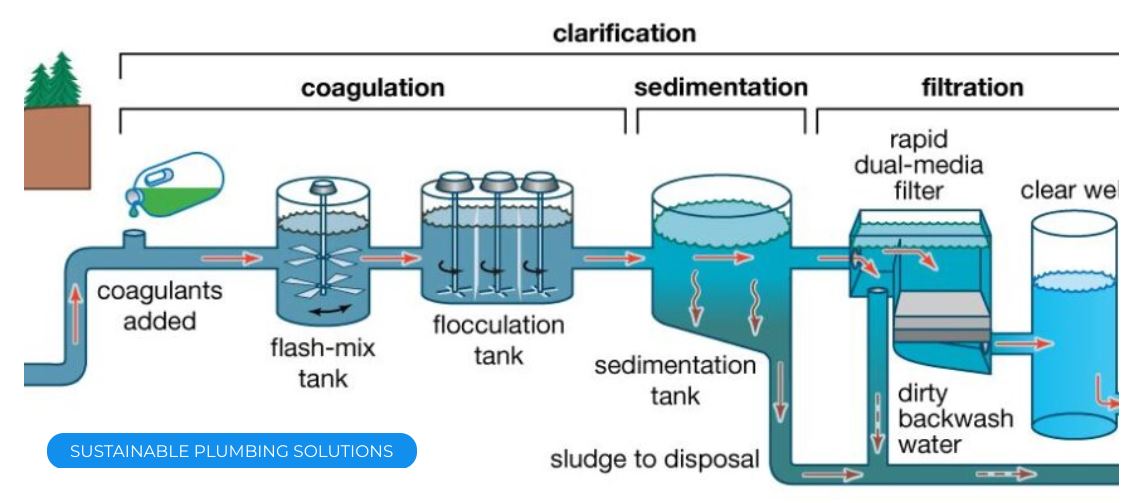 clarification
coagulation
sedimentation
filtration
rapid
dual-media
filter
clear wel
coagulants
added
flash-mix
tank
flocculation
tank
sedimentation
tank
dirty
backwash
water
sludge to disposal
SUSTAINABLE PLUMBING SOLUTIONS